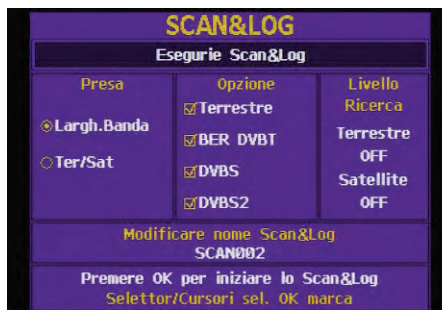 SCAN&LOG
Esegurie Scan&Log
Presa
Largh.Banda
Ter/Sat
Opzione
Terrestre
BER DVBT
DVBS
DVBS2
Livello
Ricerca
Terrestre
OFF
Satellite
OFF
Modificare nome Scan&Log
SCAN002
Premere OK per iniziare lo Scan&Log
Selettor/Cursori sel. OK marca